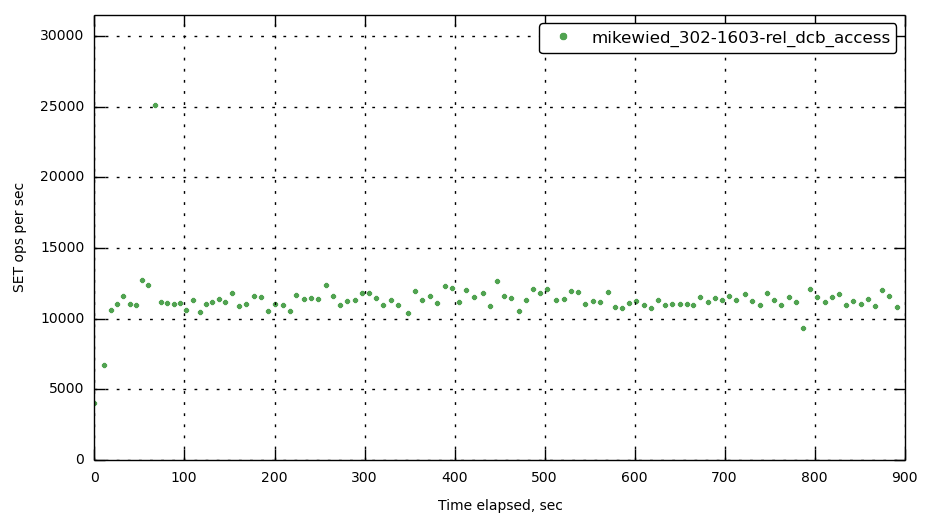 mikewied_302-1603-rel_dcb_access
30000
25000
20000
15000
10000
5000
0
SET ops per sec
0 100 200 300 400 500 600 700 800 900
Time elapsed, sec